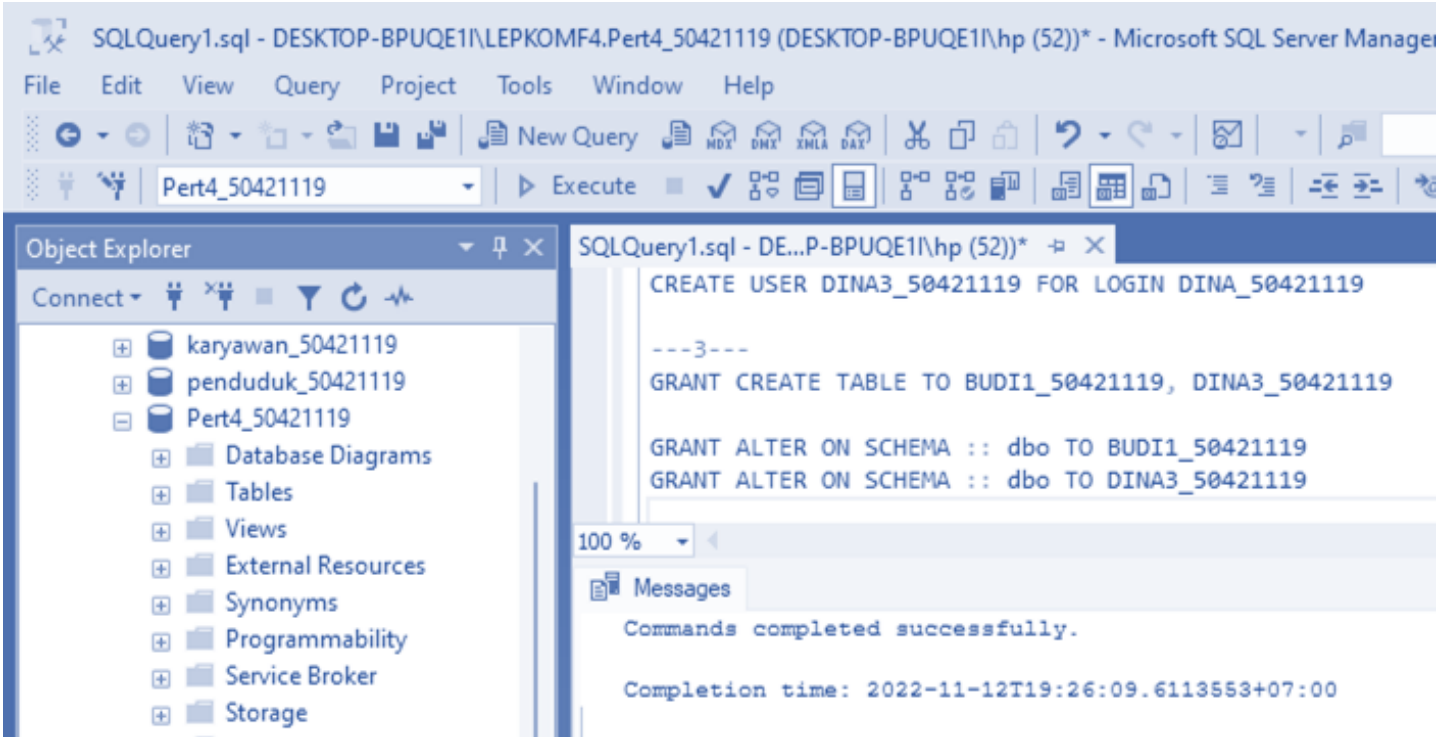 SQLQuery1.sql - DESKTOP-BPUQE1I\LEPKOMF4.Pert4_50421119 (DESKTOP-BPUQE1I\hp (52))* - Microsoft SQL Server Manager
File Edit View Query Project Tools Window Help
New Query MDX DMX XMLA DAX
Pert4_50421119 Execute
Object Explorer
Connect
karyawan_50421119
penduduk_50421119
Pert4_50421119
Database Diagrams
Tables
Views
External Resources
Synonyms
Programmability
Service Broker
Storage
SQLQuery1.sql - DE...P-BPUQE1I\hp (52))*
CREATE USER DINA3_50421119 FOR LOGIN DINA_50421119
---3---
GRANT CREATE TABLE TO BUDI1_50421119, DINA3_50421119
GRANT ALTER ON SCHEMA :: dbo TO BUDI1_50421119
GRANT ALTER ON SCHEMA :: dbo TO DINA3_50421119
100 %
Messages
Commands completed successfully.
Completion time: 2022-11-12T19:26:09.6113553+07:00